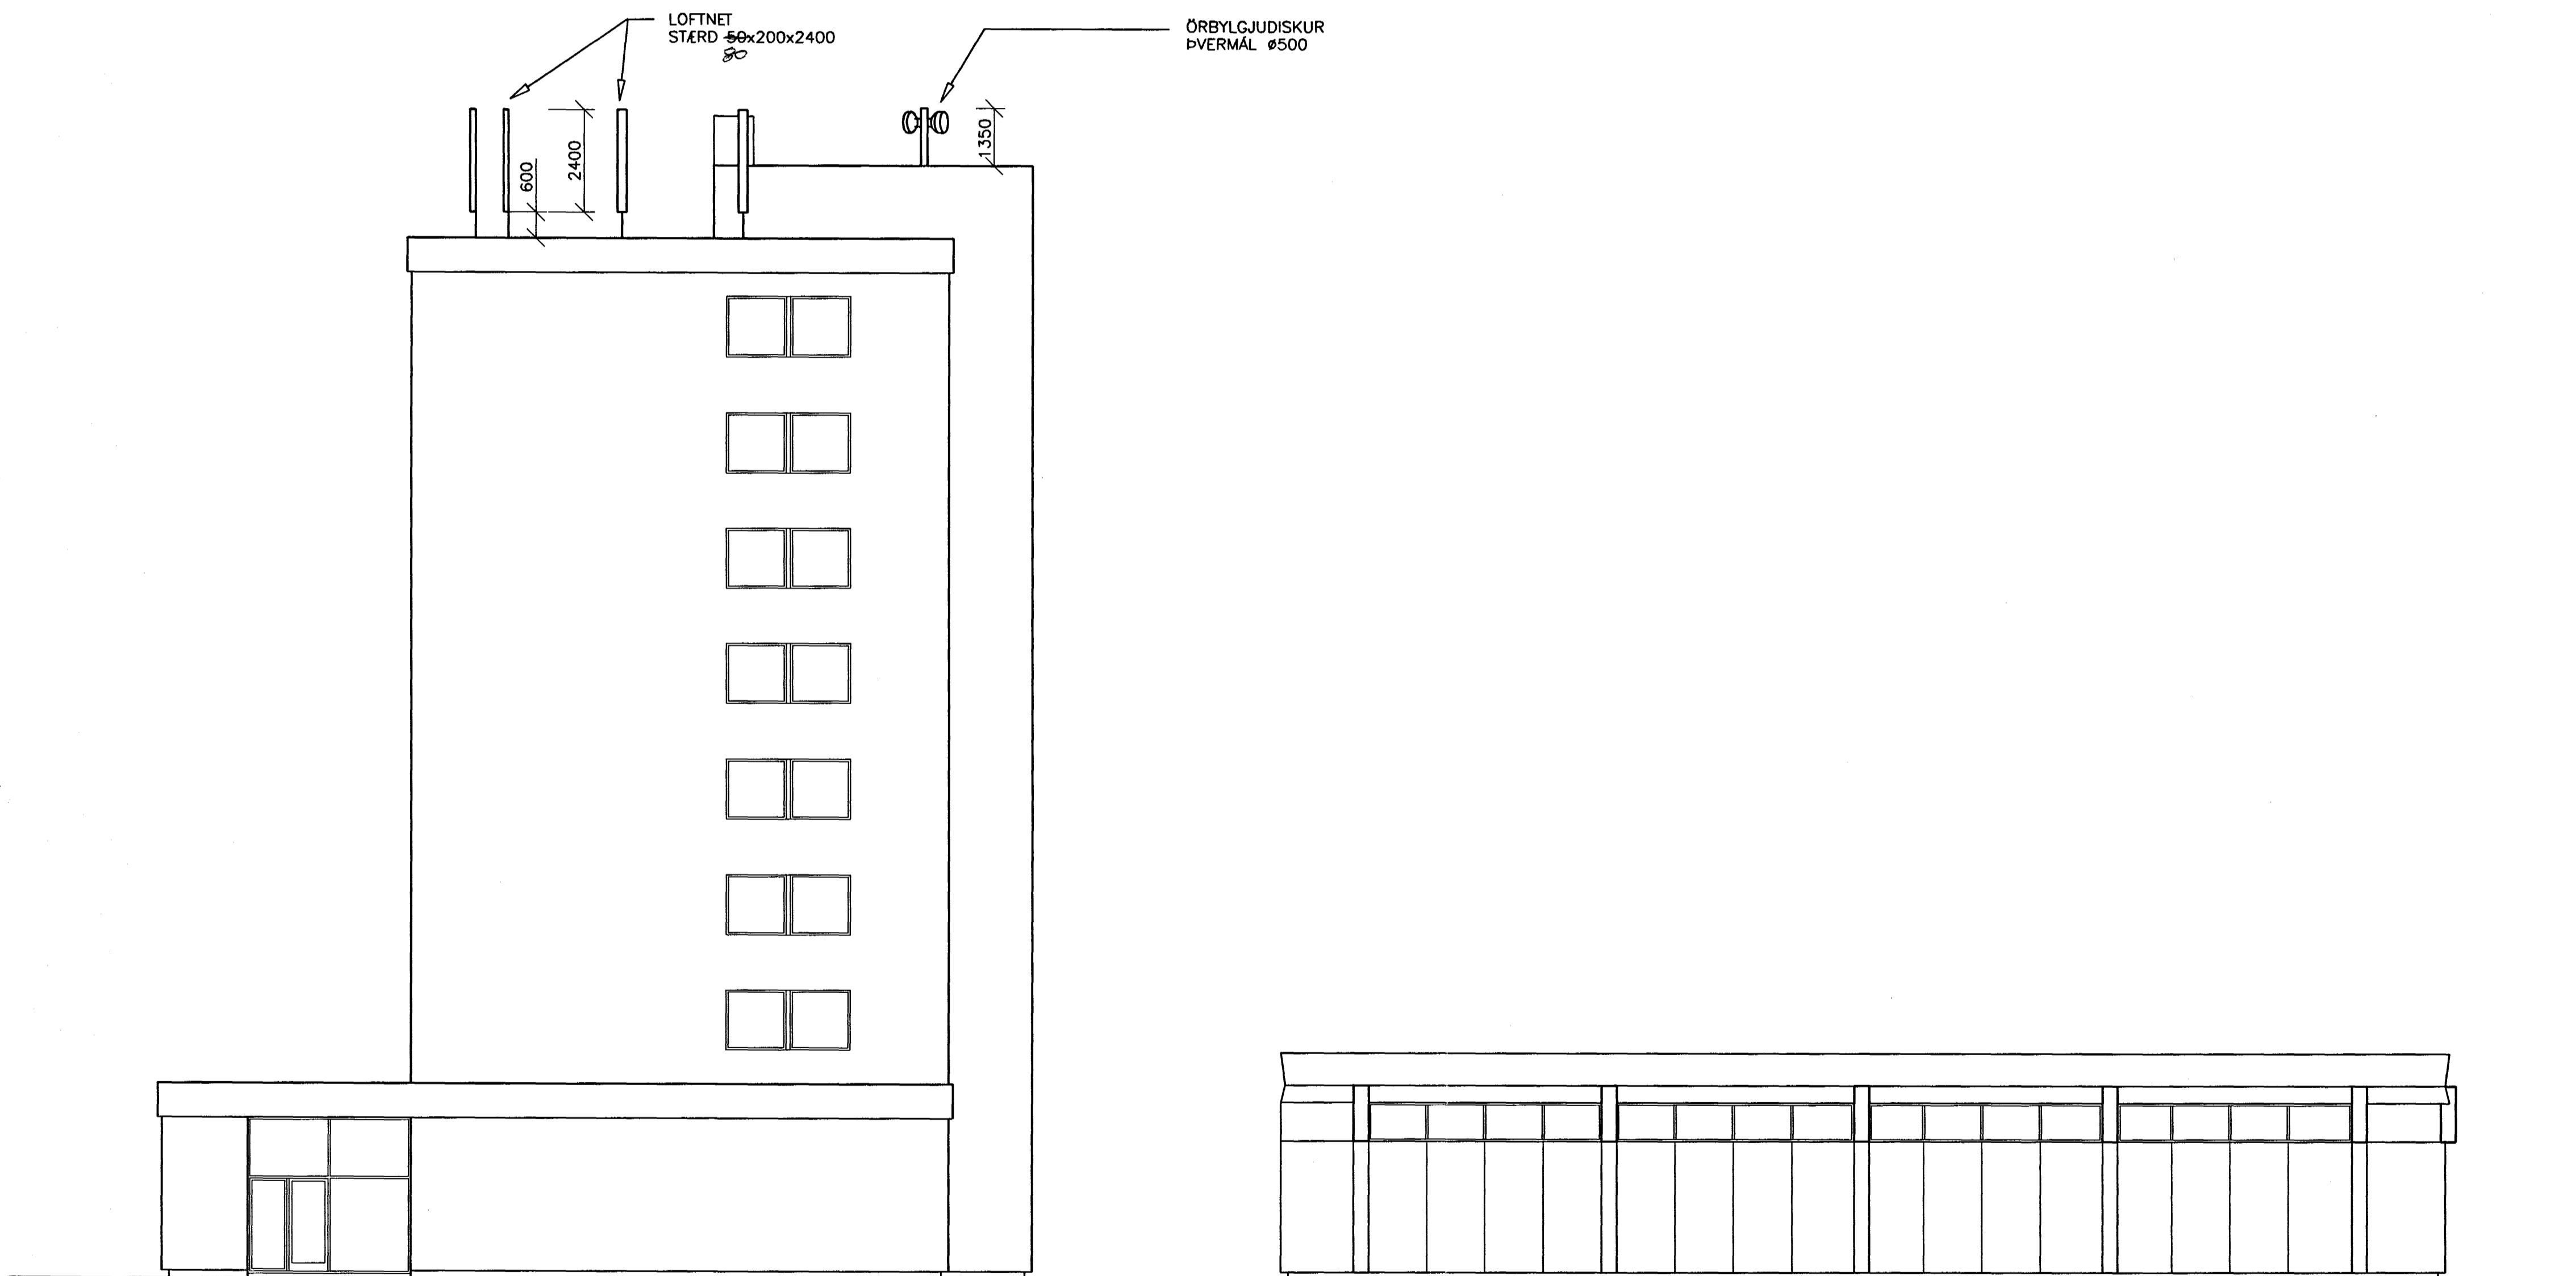 LOFTNET
STÆRD 50x200x2400
80
ÖRBYLGJUDISKUR
ÞVERMÁL ø500
600
2400
1350